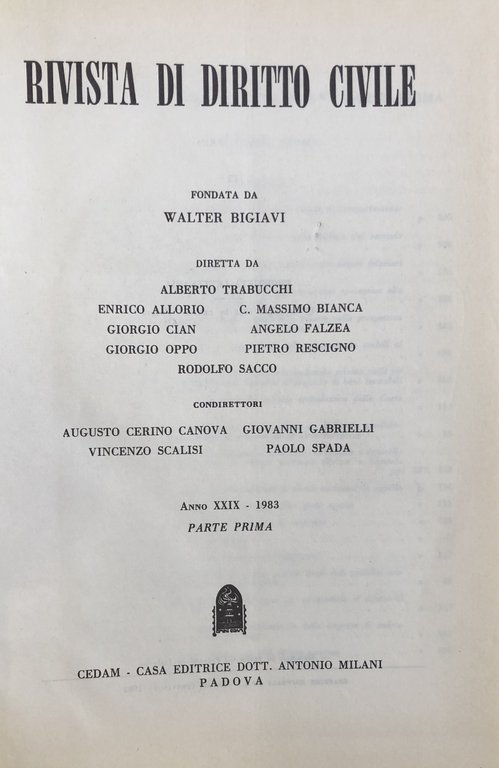 RIVISTA DI DIRITTO CIVILE
FONDATA DA
WALTER BIGIAVI
DIRETTA DA
ALBERTO TRABUCCHI
ENRICO ALLORIO C. MASSIMO BIANCA
GIORGIO CIAN ANGELO FALZEA
GIORGIO OPPO PIETRO RESCIGNO
RODOLFO SACCO
CONDIRETTORI
AUGUSTO CERINO CANOVA GIOVANNI GABRIELLI
VINCENZO SCALISI PAOLO SPADA
ANNO XXIX - 1983
PARTE PRIMA
CEDAM - CASA EDITRICE DOTT. ANTONIO MILANI
PADOVA